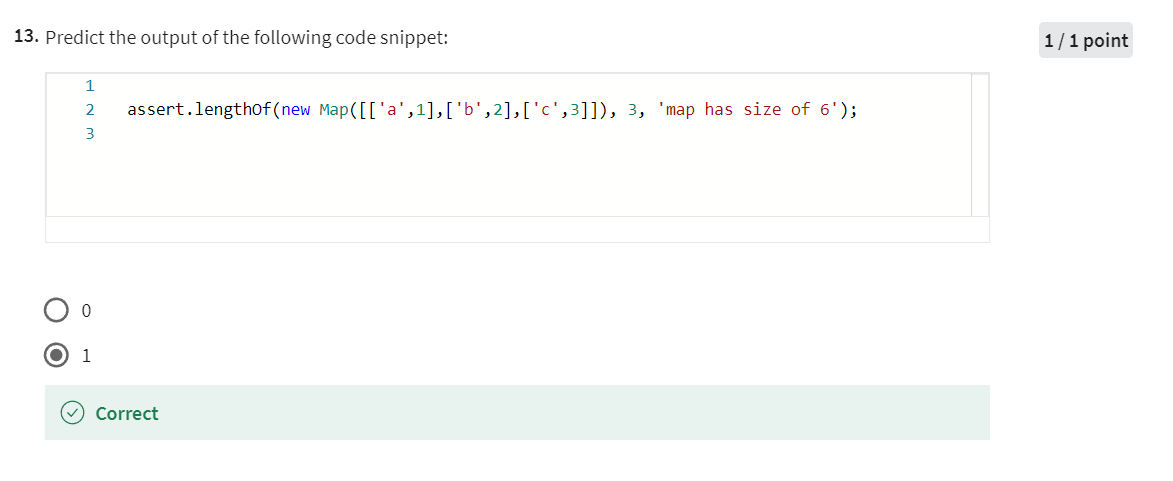 13. Predict the output of the following code snippet:
1 / 1 point
1
2 assert.lengthOf(new Map([['a',1],['b',2],['c',3]]), 3, 'map has size of 6');
3
0
1
Correct